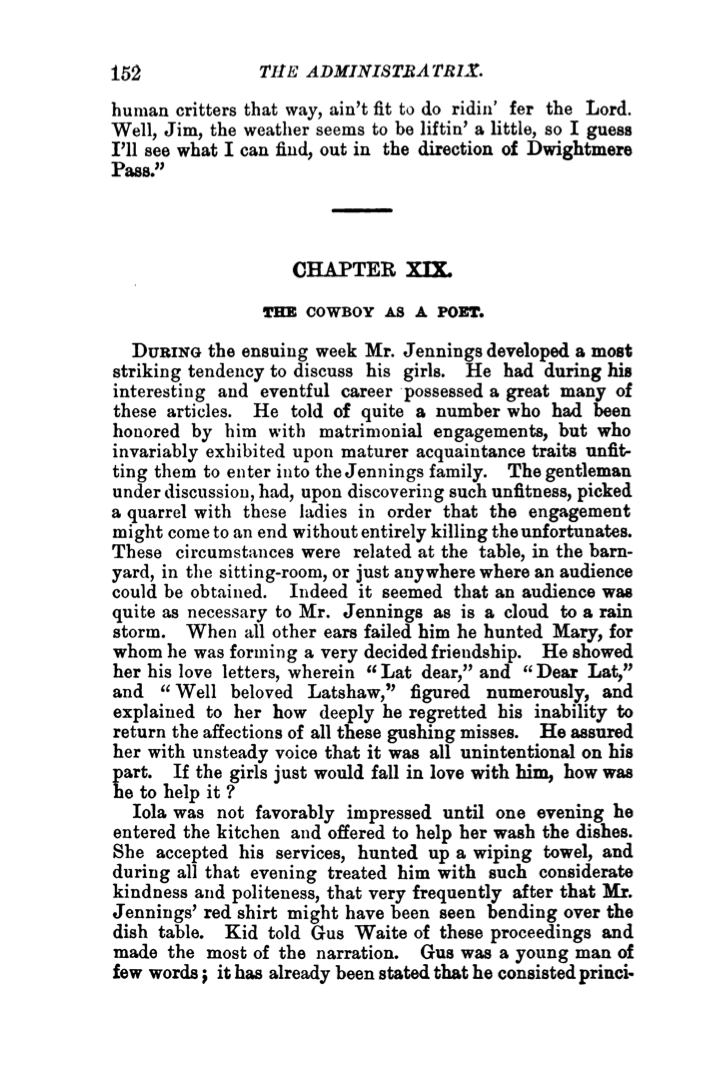 152 THE ADMINISTRATRIX.
human critters that way, ain't fit to do ridin' fer the Lord.
Well, Jim, the weather seems to be liftin' a little, so I guess
I'll see what I can find, out in the direction of Dwightmere
Pass."
CHAPTER XIX.
THE COWBOY AS A POET.
DURING the ensuing week Mr. Jennings developed a most
striking tendency to discuss his girls. He had during his
interesting and eventful career possessed a great many of
these articles. He told of quite a number who had been
honored by him with matrimonial engagements, but who
invariably exhibited upon maturer acquaintance traits unfit-
ting them to enter into the Jennings family. The gentleman
under discussion, had, upon discovering such unfitness, picked
a quarrel with these ladies in order that the engagement
might come to an end without entirely killing the unfortunates.
These circumstances were related at the table, in the barn-
yard, in the sitting-room, or just anywhere where an audience
could be obtained. Indeed it seemed that an audience was
quite as necessary to Mr. Jennings as is a cloud to a rain
storm. When all other ears failed him he hunted Mary, for
whom he was forming a very decided friendship. He showed
her his love letters, wherein "Lat dear," and "Dear Lat,"
and "Well beloved Latshaw," figured numerously, and
explained to her how deeply he regretted his inability to
return the affections of all these gushing misses. He assured
her with unsteady voice that it was all unintentional on his
part. If the girls just would fall in love with him, how was
he to help it ?
Iola was not favorably impressed until one evening he
entered the kitchen and offered to help her wash the dishes.
She accepted his services, hunted up a wiping towel, and
during all that evening treated him with such considerate
kindness and politeness, that very frequently after that Mr.
Jennings' red shirt might have been seen bending over the
dish table. Kid told Gus Waite of these proceedings and
made the most of the narration. Gus was a young man of
few words; it has already been stated that he consisted princi-